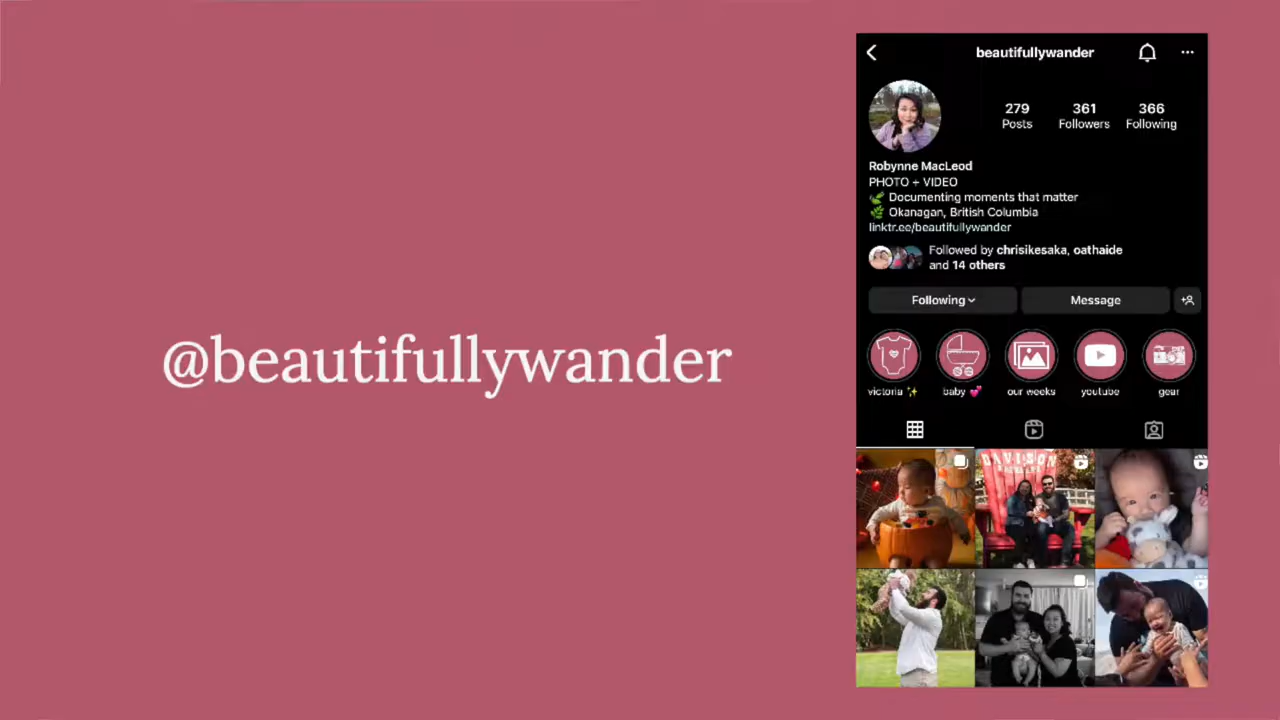 @beautifullywander
beautifullywander
279 361 366
Posts Followers Following
Robynne MacLeod
PHOTO + VIDEO
Documenting moments that matter
Okanagan, British Columbia
linktr.ee/beautifullywander
Followed by chrisikesaka, oathaide
and 14 others
Following Message
victoria ✨ baby 💕 our weeks youtube gear
DAVISON